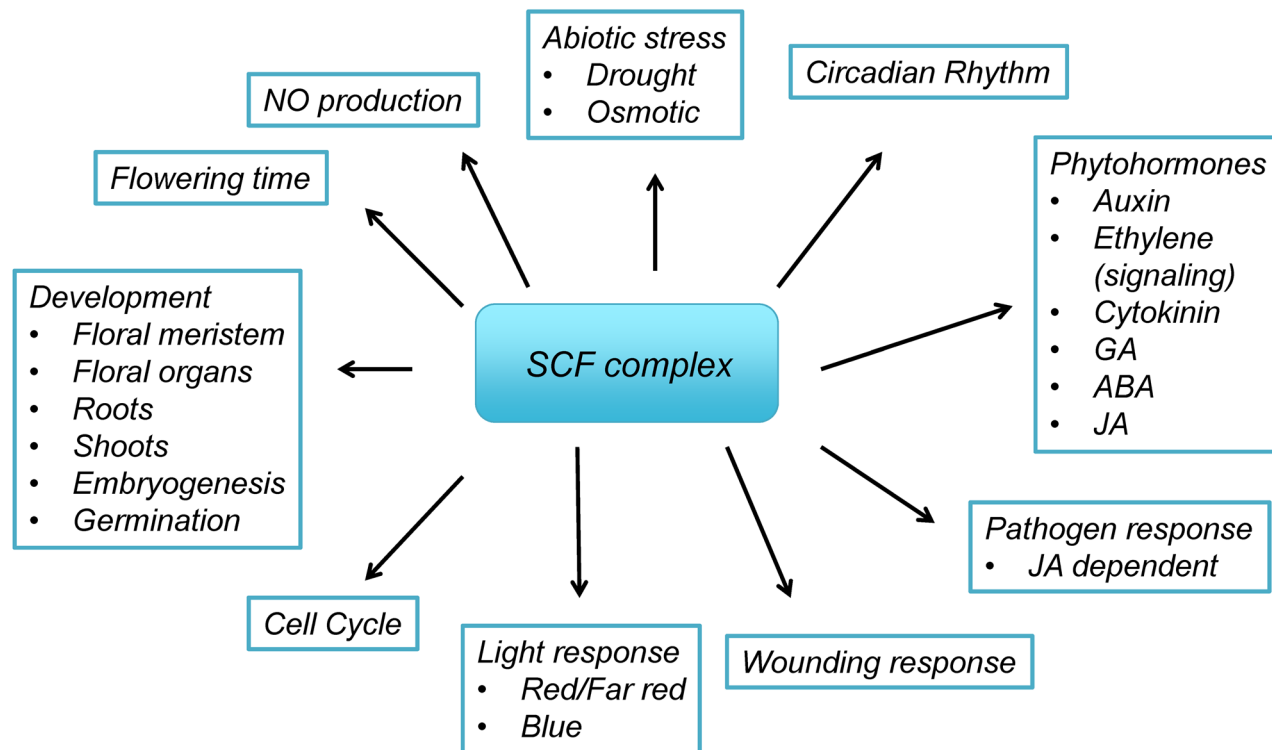 Abiotic stress
• Drought
• Osmotic
Circadian Rhythm
NO production
Flowering time
Phytohormones
• Auxin
• Ethylene
(signaling)
• Cytokinin
• GA
• ABA
• JA
Development
• Floral meristem
• Floral organs
• Roots
• Shoots
• Embryogenesis
• Germination
SCF complex
Pathogen response
• JA dependent
Cell Cycle
Light response
• Red/Far red
• Blue
Wounding response